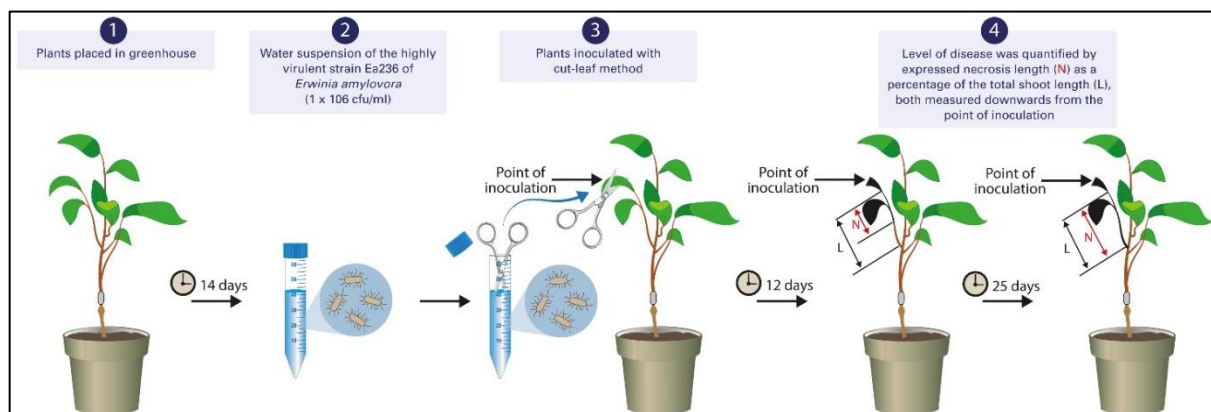 1
Plants placed in greenhouse
2
Water suspension of the highly
virulent strain Ea236 of
Erwinia amylovora
(1 x 106 cfu/ml)
3
Plants inoculated with
cut-leaf method
4
Level of disease was quantified by
expressed necrosis length (N) as a
percentage of the total shoot length (L),
both measured downwards from the
point of inoculation
14 days
Point of
inoculation
12 days
Point of
inoculation
N
L
25 days
Point of
inoculation
N
L